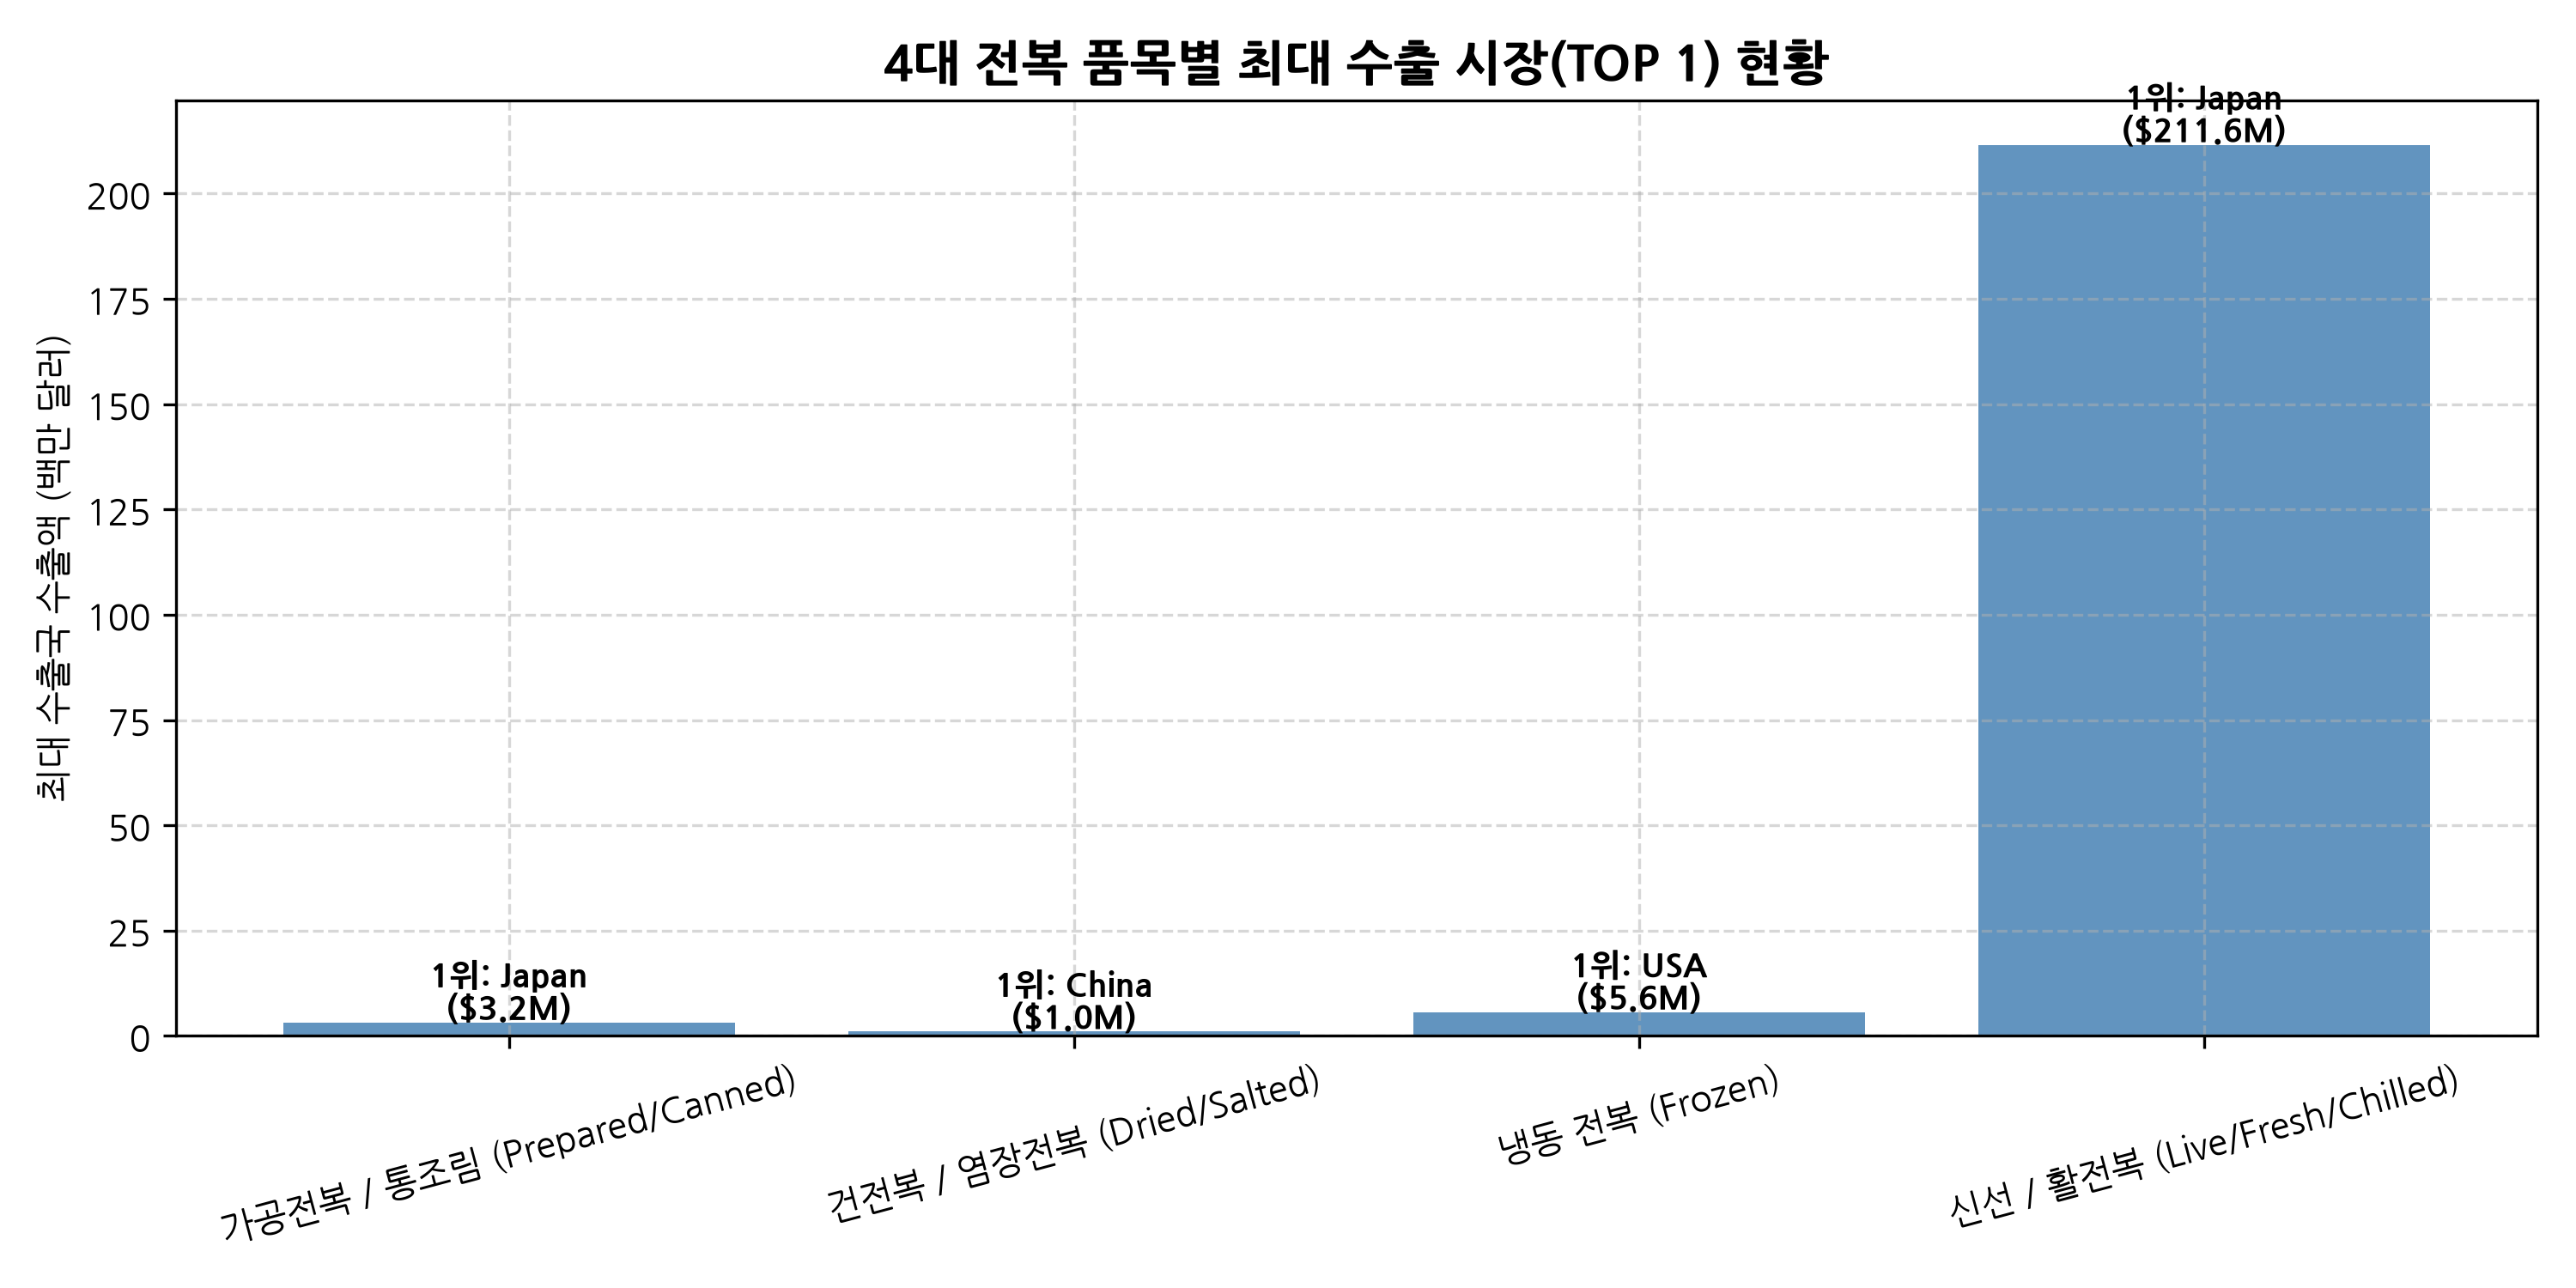 4대 전복 품목별 최대 수출 시장(TOP 1) 현황
최대 수출국 수출액 (백만 달러)
200
175
150
125
100
75
50
25
0
1위: Japan
($3.2M)
1위: China
($1.0M)
1위: USA
($5.6M)
1위: Japan
($211.6M)
가공전복 / 통조림 (Prepared/Canned)
건전복 / 염장전복 (Dried/Salted)
냉동 전복 (Frozen)
신선 / 활전복 (Live/Fresh/Chilled)